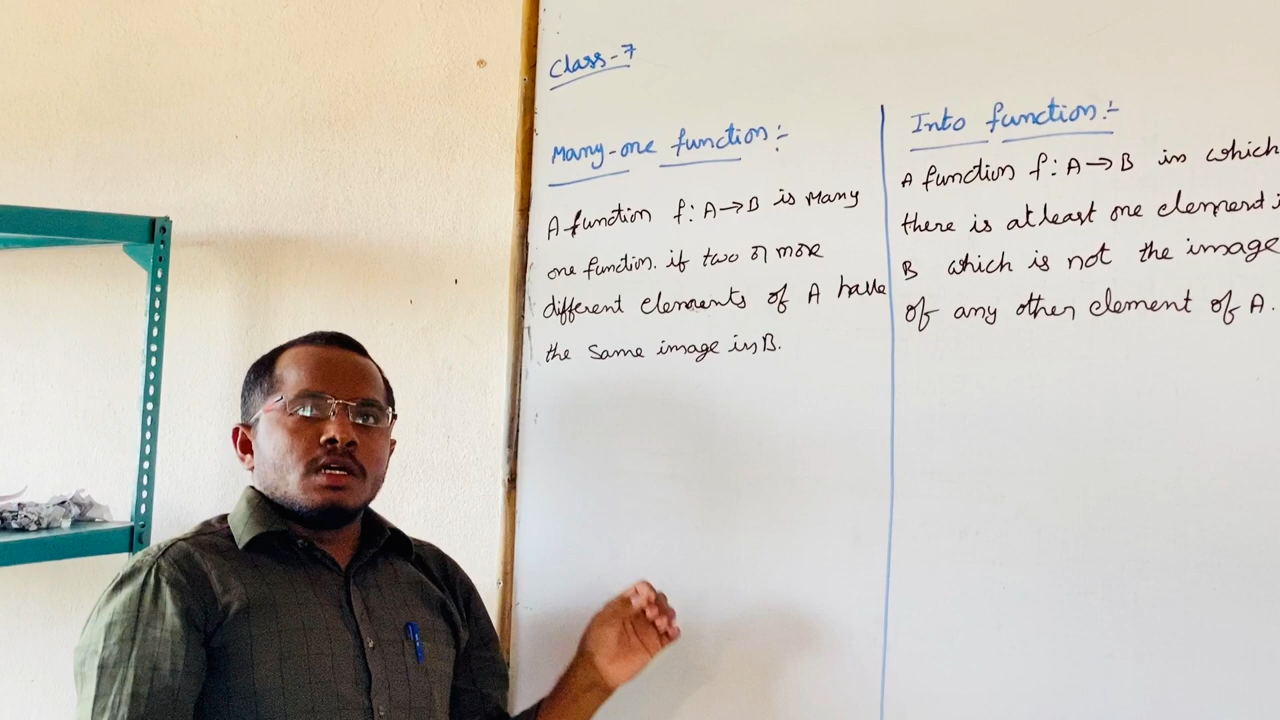 Class-7
Many-one function:-
A function f: A→B is Many
one function. if two or more
different elements of A have
the same image in B.
Into function:-
A function f: A→B in which
there is atleast one element i
B which is not the image
of any other element of A.